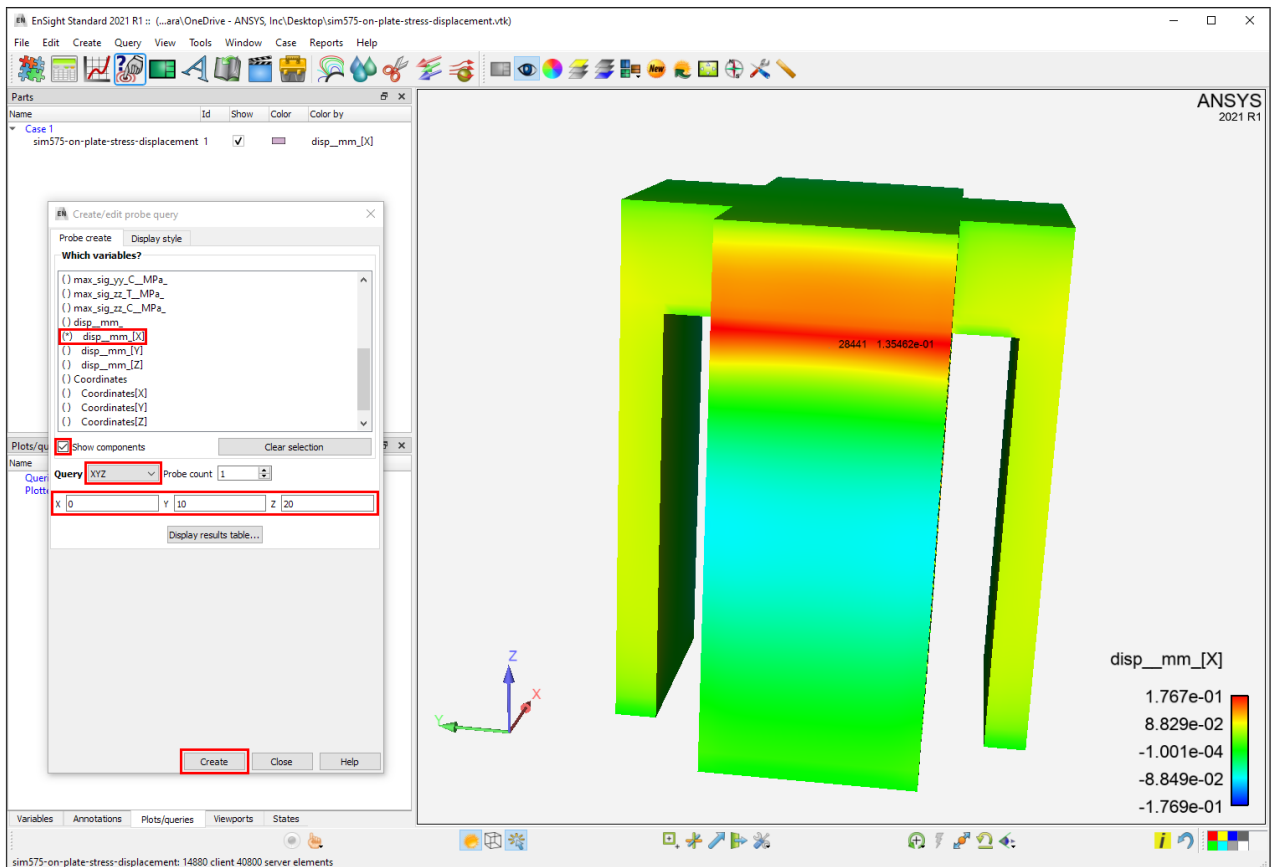 EnSight Standard 2021 R1 :: (...ara\OneDrive - ANSYS, Inc\Desktop\sim575-on-plate-stress-displacement.vtk)
File Edit Create Query View Tools Window Case Reports Help
New
Parts
Name Id Show Color Color by
Case 1
sim575-on-plate-stress-displacement 1 disp__mm_[X]
ANSYS
2021 R1
Create/edit probe query
Probe create Display style
Which variables?
( ) max_sig_yy_C__MPa_
( ) max_sig_zz_T__MPa_
( ) max_sig_zz_C__MPa_
( ) disp__mm_
(*) disp__mm_[X]
( ) disp__mm_[Y]
( ) disp__mm_[Z]
( ) Coordinates
( ) Coordinates[X]
( ) Coordinates[Y]
( ) Coordinates[Z]
Show components Clear selection
Query XYZ Probe count 1
X 0 Y 10 Z 20
Display results table...
Create Close Help
Plots/qu
Name
Queri
Plotte
28441 1.35462e-01
Z
X
Y
disp__mm_[X]
1.767e-01
8.829e-02
-1.001e-04
-8.849e-02
-1.769e-01
Variables Annotations Plots/queries Viewports States
sim575-on-plate-stress-displacement: 14880 client 40800 server elements